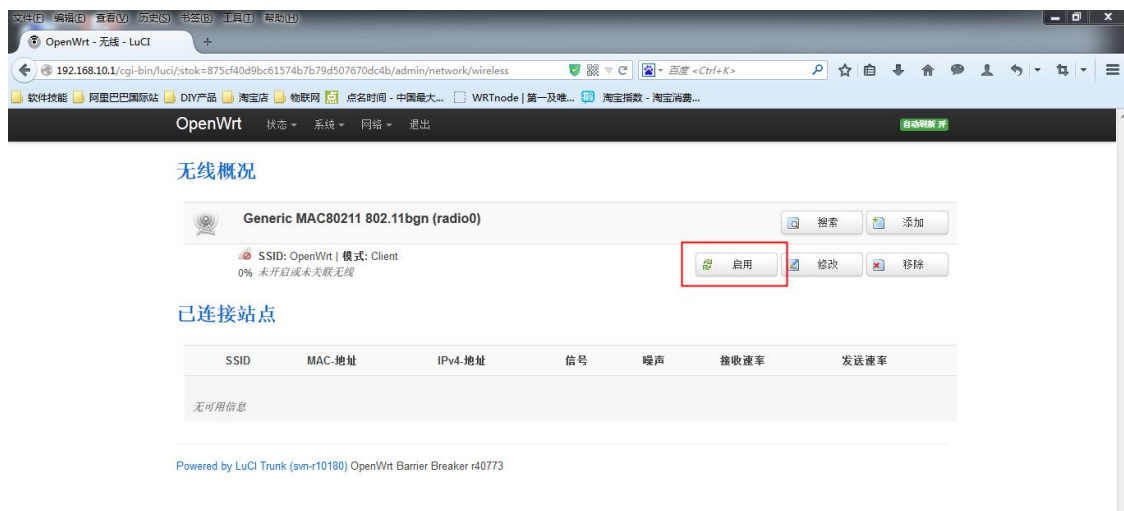 文件(F) 编辑(E) 查看(V) 历史(S) 书签(B) 工具(T) 帮助(H)
OpenWrt - 无线 - LuCI
192.168.10.1/cgi-bin/luci/;stok=875cf40d9bc61574b7b79d507670dc4b/admin/network/wireless 百度 <Ctrl+K>
软件技能 阿里巴巴国际站 DIY产品 淘宝店 物联网 点名时间 - 中国最大... WRTnode | 第一及唯... 淘宝指数 - 淘宝消费...
OpenWrt 状态 系统 网络 退出 自动刷新 开
无线概况
Generic MAC80211 802.11bgn (radio0) 搜索 添加
SSID: OpenWrt | 模式: Client
0% 未开启或未关联无线 启用 修改 移除
已连接站点
SSID MAC-地址 IPv4-地址 信号 噪声 接收速率 发送速率
无可用信息
Powered by LuCI Trunk (svn-r10180) OpenWrt Barrier Breaker r40773